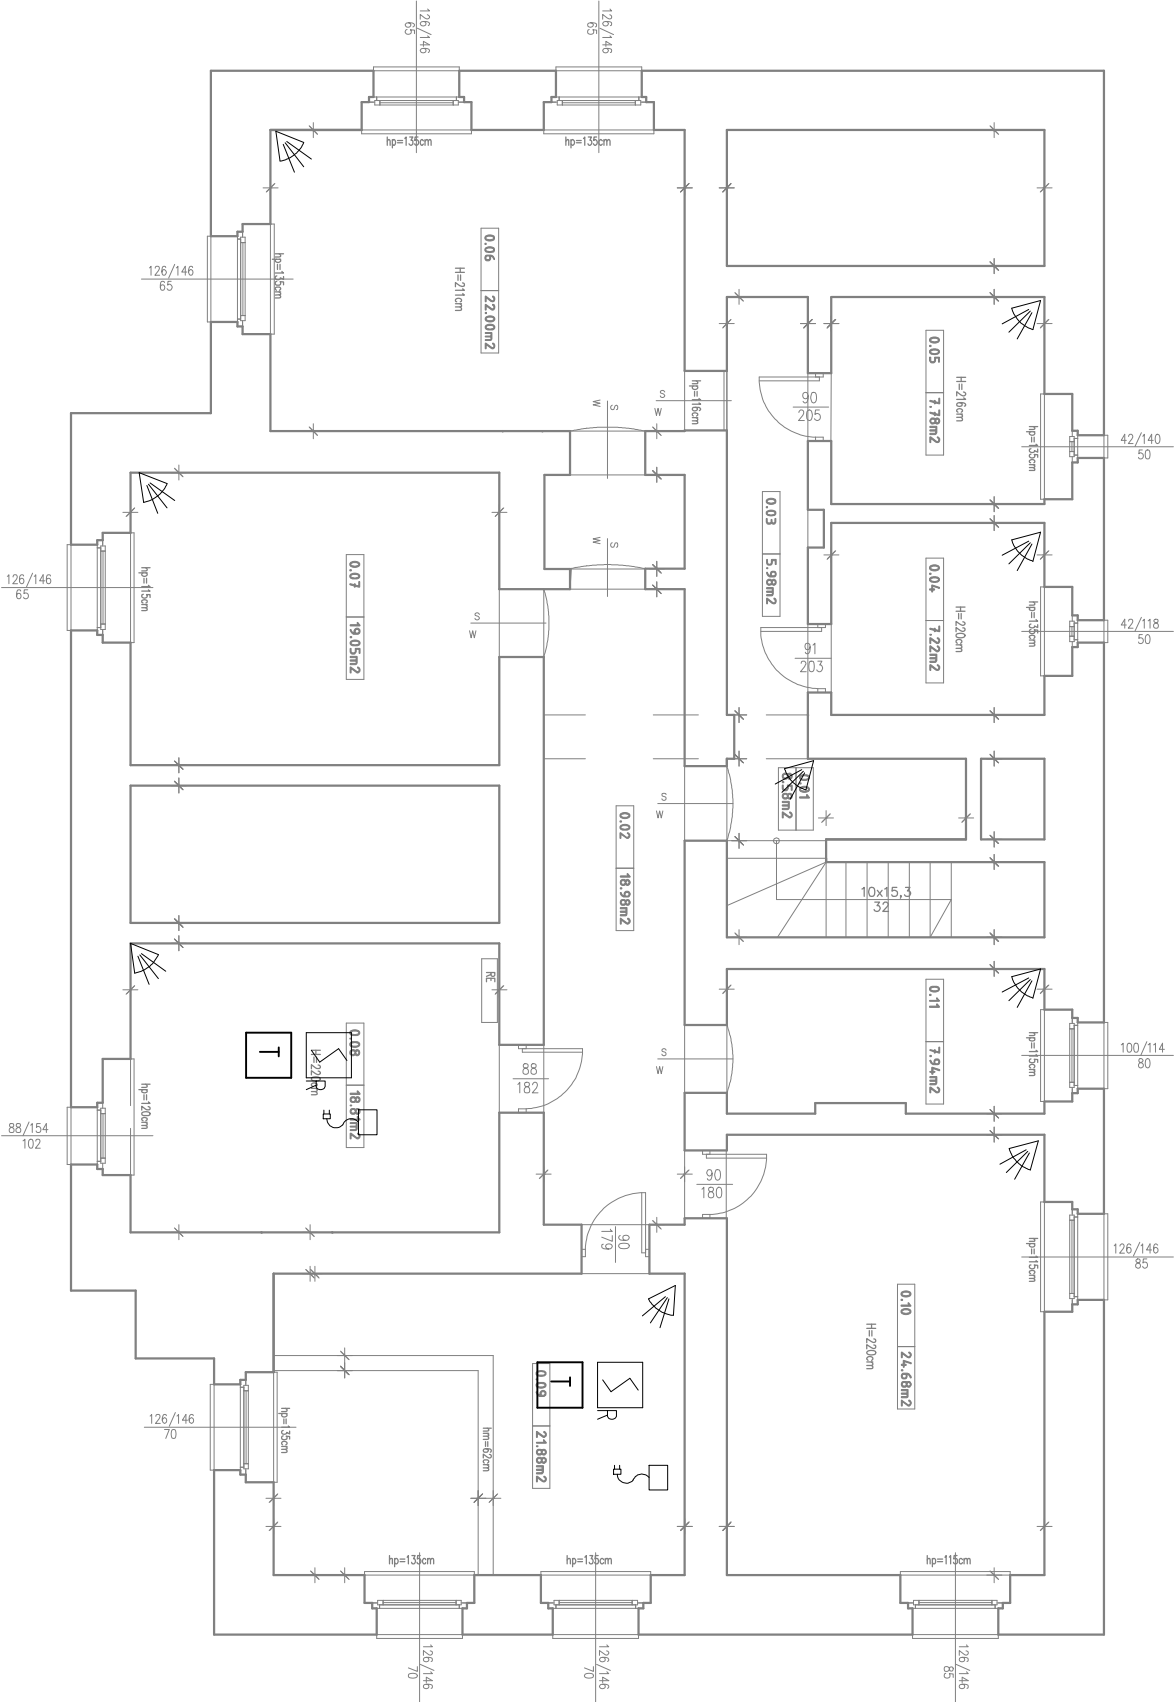 126/146
65
126/146
65
hp=135cm
hp=135cm
0.06
22.00m2
H=211cm
126/146
65
hp=135cm
0.05
7.78m2
H=216cm
42/140
50
hp=135cm
hp=116cm
S
W
S
W
90
205
0.03
5.98m2
S
W
0.04
7.22m2
H=220cm
42/118
50
hp=135cm
126/146
65
hp=115cm
0.07
19.05m2
S
W
91
203
0.02
18.98m2
S
W
10x15,3
32
RE
0.11
7.94m2
100/114
80
hp=115cm
S
W
T
R
0.08
88
182
88/154
102
hp=120cm
90
180
90
179
126/146
85
hp=115cm
0.10
24.68m2
H=220cm
0.09
21.88m2
T
R
126/146
70
hp=135cm
hm=62cm
hp=135cm
hp=135cm
hp=115cm
126/146
70
126/146
70
126/146
85